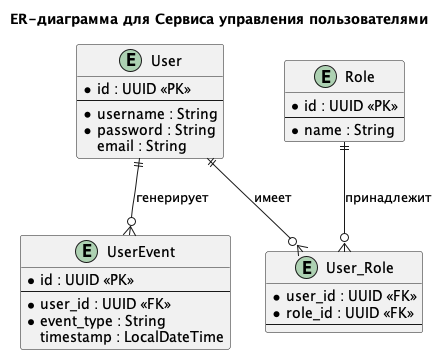 ER-диаграмма для Сервиса управления пользователями
E User
id : UUID «PK»
username : String
password : String
email : String
E Role
id : UUID «PK»
name : String
генерирует
имеет
принадлежит
E UserEvent
id : UUID «PK»
user_id : UUID «FK»
event_type : String
timestamp : LocalDateTime
E User_Role
user_id : UUID «FK»
role_id : UUID «FK»